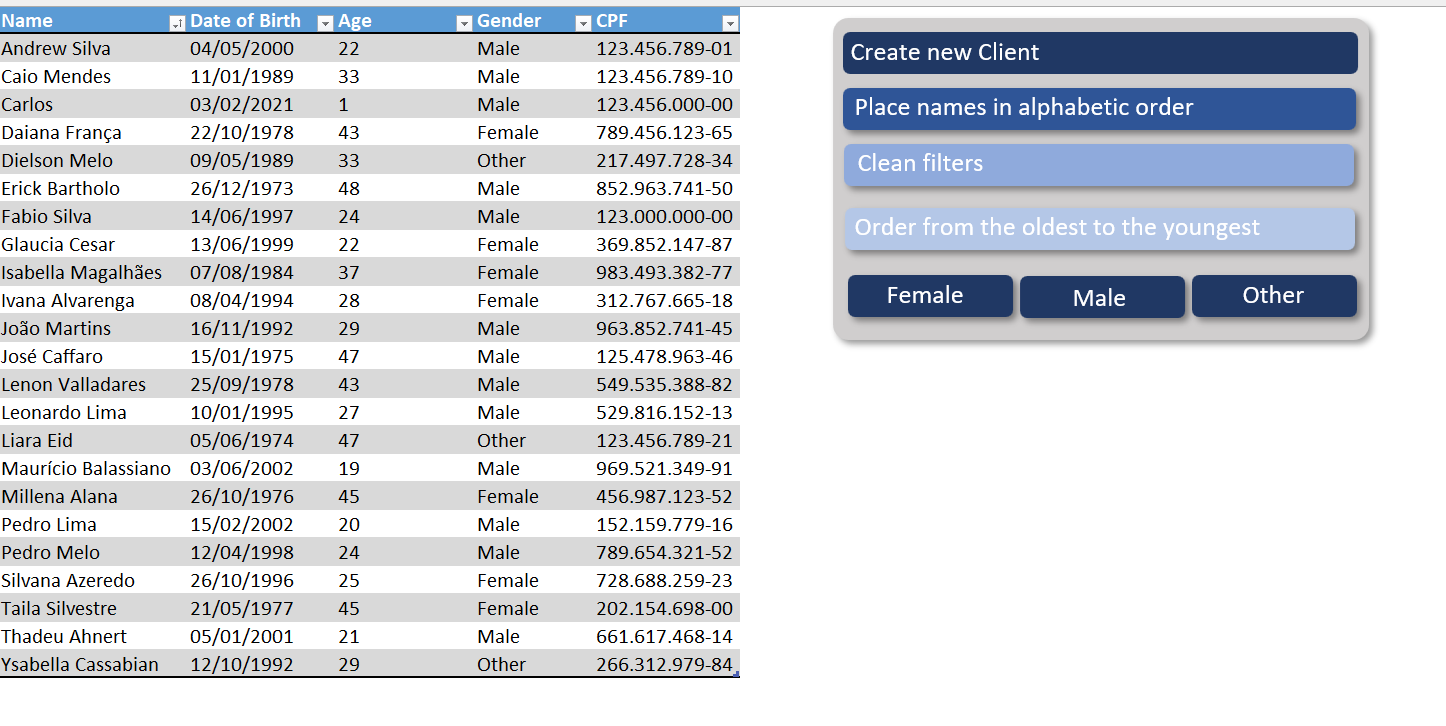 Name Date of Birth Age Gender CPF
Andrew Silva 04/05/2000 22 Male 123.456.789-01
Caio Mendes 11/01/1989 33 Male 123.456.789-10
Carlos 03/02/2021 1 Male 123.456.000-00
Daiana França 22/10/1978 43 Female 789.456.123-65
Dielson Melo 09/05/1989 33 Other 217.497.728-34
Erick Bartholo 26/12/1973 48 Male 852.963.741-50
Fabio Silva 14/06/1997 24 Male 123.000.000-00
Glaucia Cesar 13/06/1999 22 Female 369.852.147-87
Isabella Magalhães 07/08/1984 37 Female 983.493.382-77
Ivana Alvarenga 08/04/1994 28 Female 312.767.665-18
João Martins 16/11/1992 29 Male 963.852.741-45
José Caffaro 15/01/1975 47 Male 125.478.963-46
Lenon Valladares 25/09/1978 43 Male 549.535.388-82
Leonardo Lima 10/01/1995 27 Male 529.816.152-13
Liara Eid 05/06/1974 47 Other 123.456.789-21
Maurício Balassiano 03/06/2002 19 Male 969.521.349-91
Millena Alana 26/10/1976 45 Female 456.987.123-52
Pedro Lima 15/02/2002 20 Male 152.159.779-16
Pedro Melo 12/04/1998 24 Male 789.654.321-52
Silvana Azeredo 26/10/1996 25 Female 728.688.259-23
Taila Silvestre 21/05/1977 45 Female 202.154.698-00
Thadeu Ahnert 05/01/2001 21 Male 661.617.468-14
Ysabella Cassabian 12/10/1992 29 Other 266.312.979-84
Create new Client
Place names in alphabetic order
Clean filters
Order from the oldest to the youngest
Female Male Other